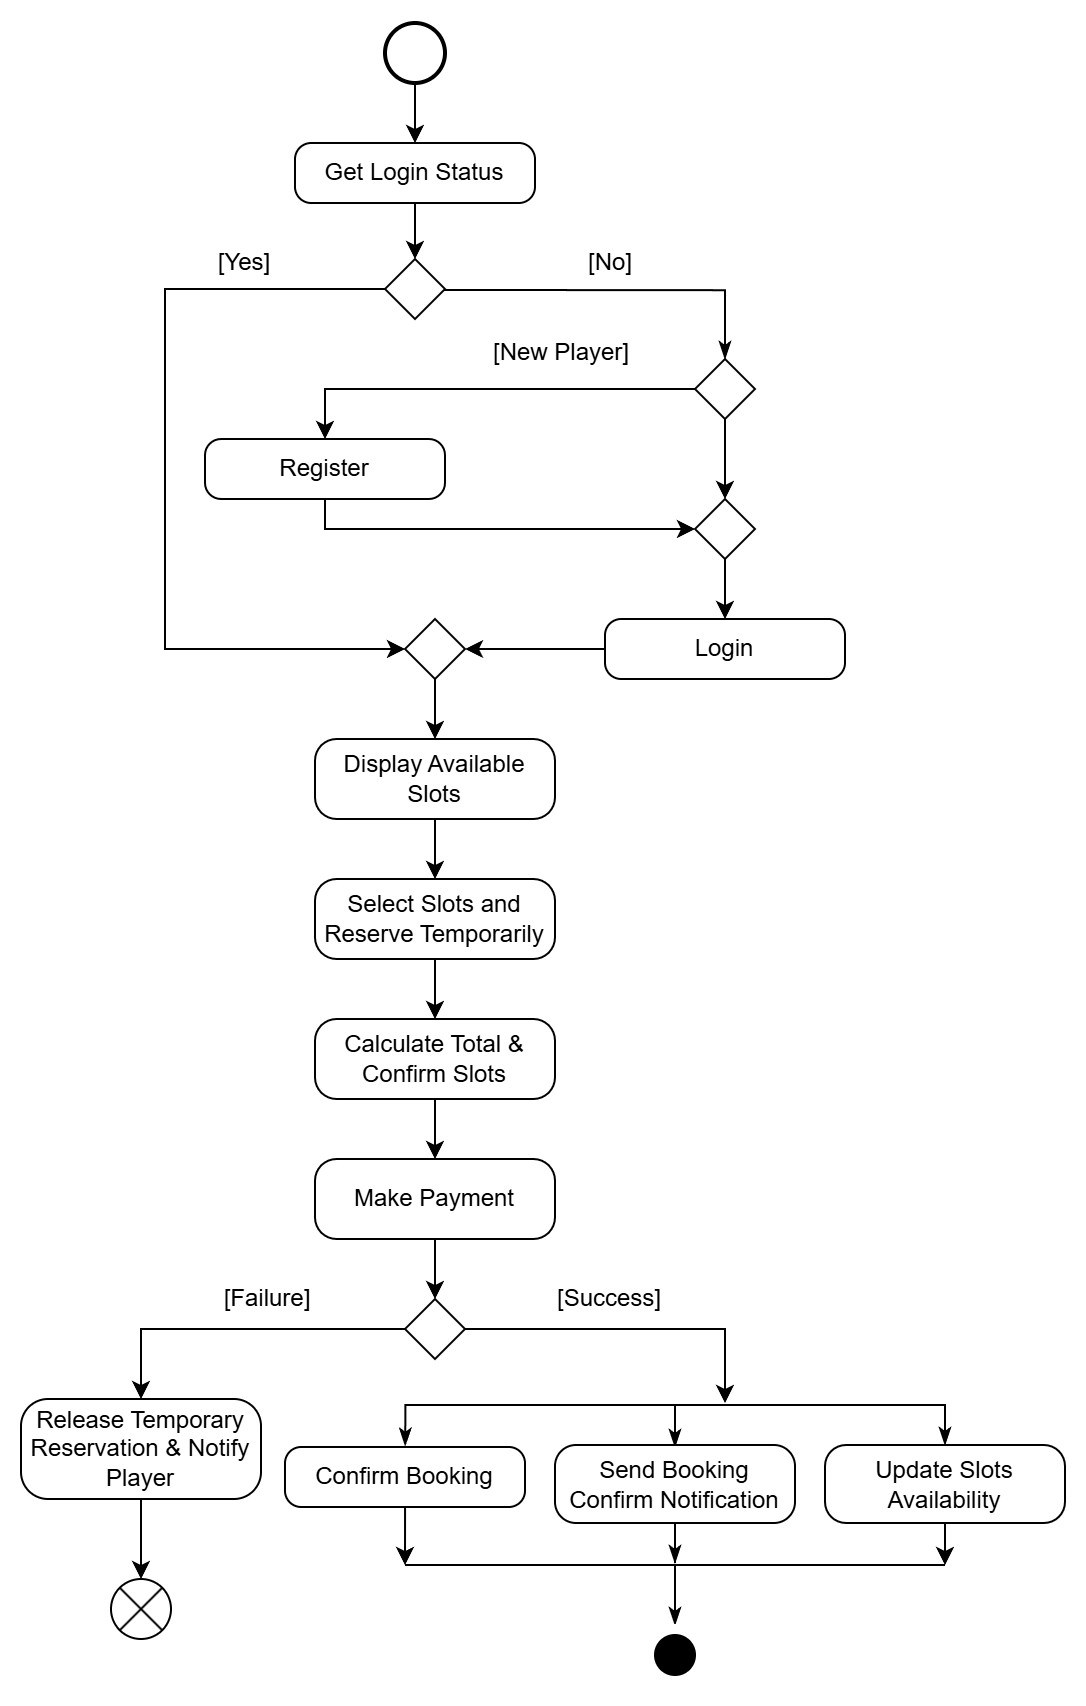 Get Login Status
[Yes]
[No]
[New Player]
Register
Login
Display Available
Slots
Select Slots and
Reserve Temporarily
Calculate Total &
Confirm Slots
Make Payment
[Failure]
[Success]
Release Temporary
Reservation & Notify
Player
Confirm Booking
Send Booking
Confirm Notification
Update Slots
Availability